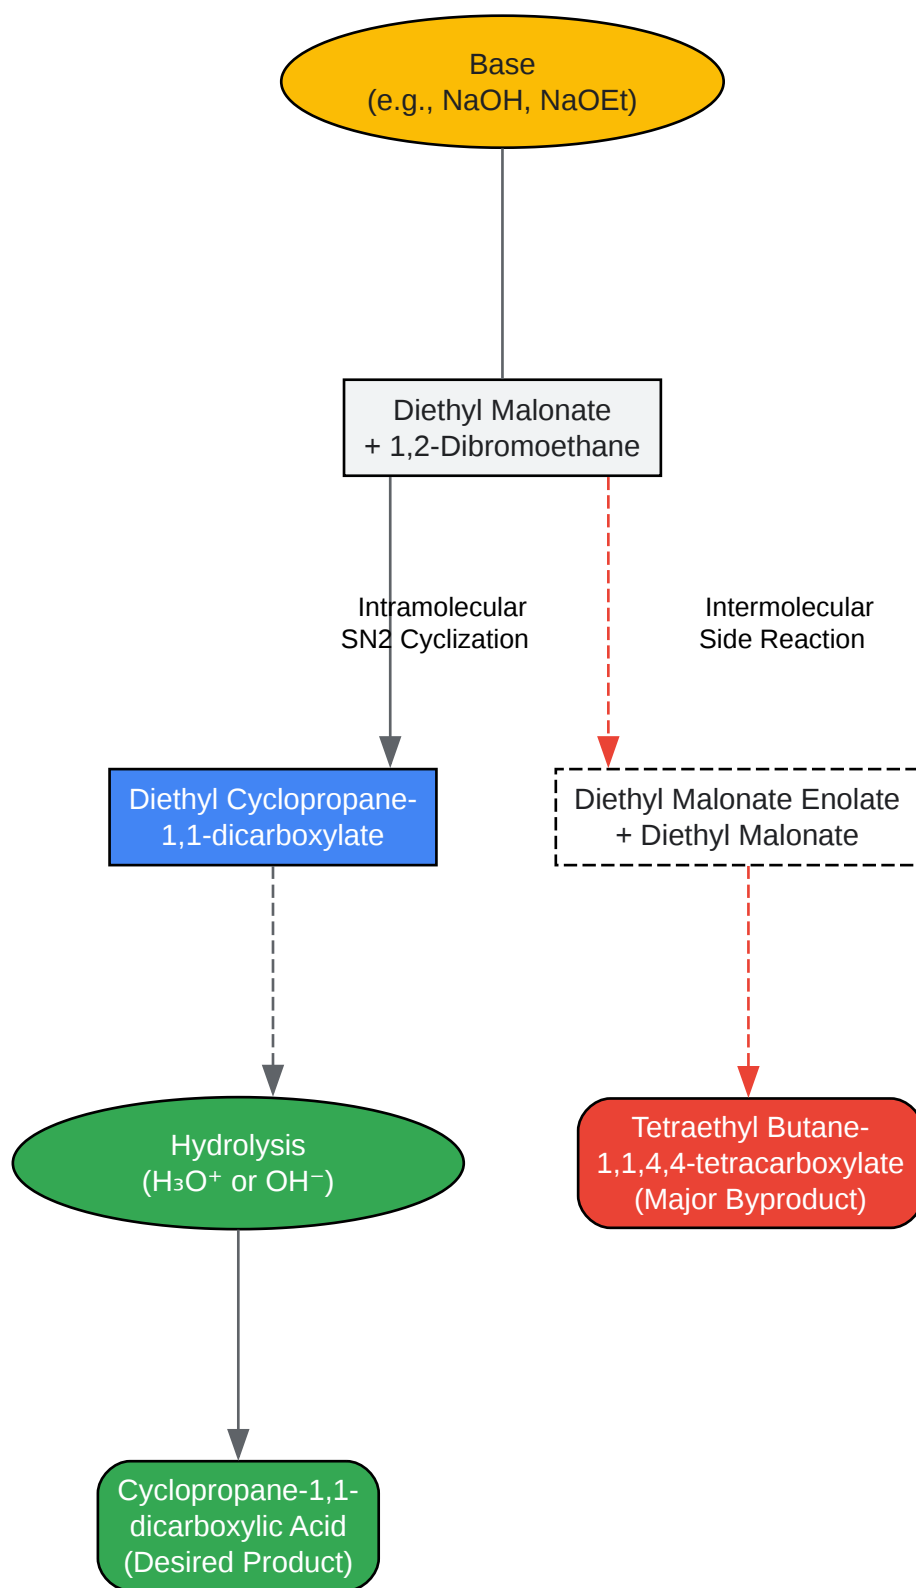 Base
(e.g., NaOH, NaOEt)
Diethyl Malonate
+ 1,2-Dibromoethane
Intramolecular
SN2 Cyclization
Intermolecular
Side Reaction
Diethyl Cyclopropane-
1,1-dicarboxylate
Diethyl Malonate Enolate
+ Diethyl Malonate
Hydrolysis
(H₃O⁺ or OH⁻)
Tetraethyl Butane-
1,1,4,4-tetracarboxylate
(Major Byproduct)
Cyclopropane-1,1-
dicarboxylic Acid
(Desired Product)